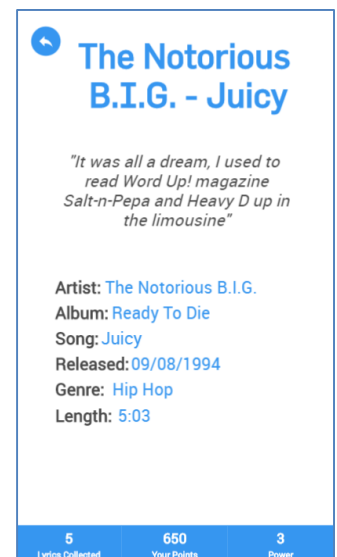 The Notorious
B.I.G. - Juicy
"It was all a dream, I used to
read Word Up! magazine
Salt-n-Pepa and Heavy D up in
the limousine"
Artist: The Notorious B.I.G.
Album: Ready To Die
Song: Juicy
Released: 09/08/1994
Genre: Hip Hop
Length: 5:03
5 650 3
Lyrics Collected Your Points Power